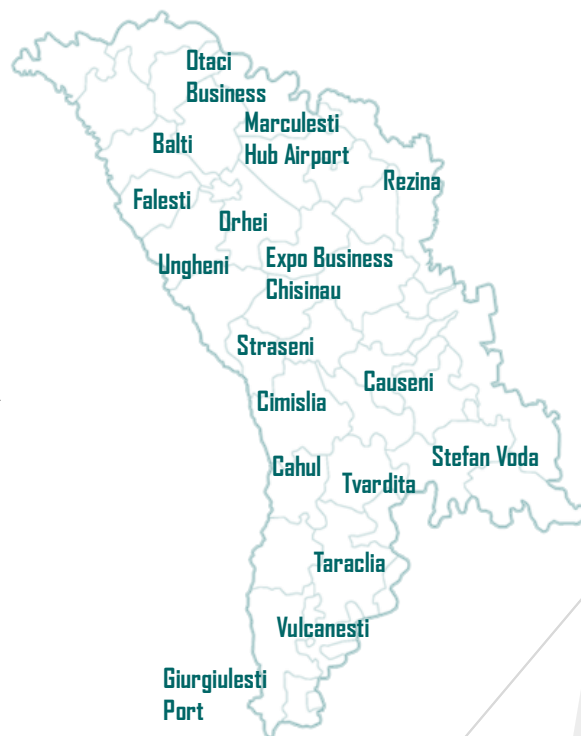 Otaci
Business
Marculesti
Hub Airport
Balti
Rezina
Falesti
Orhei
Ungheni
Expo Business
Chisinau
Straseni
Causeni
Cimislia
Stefan Voda
Cahul
Tvardita
Taraclia
Vulcanesti
Giurgiulesti
Port